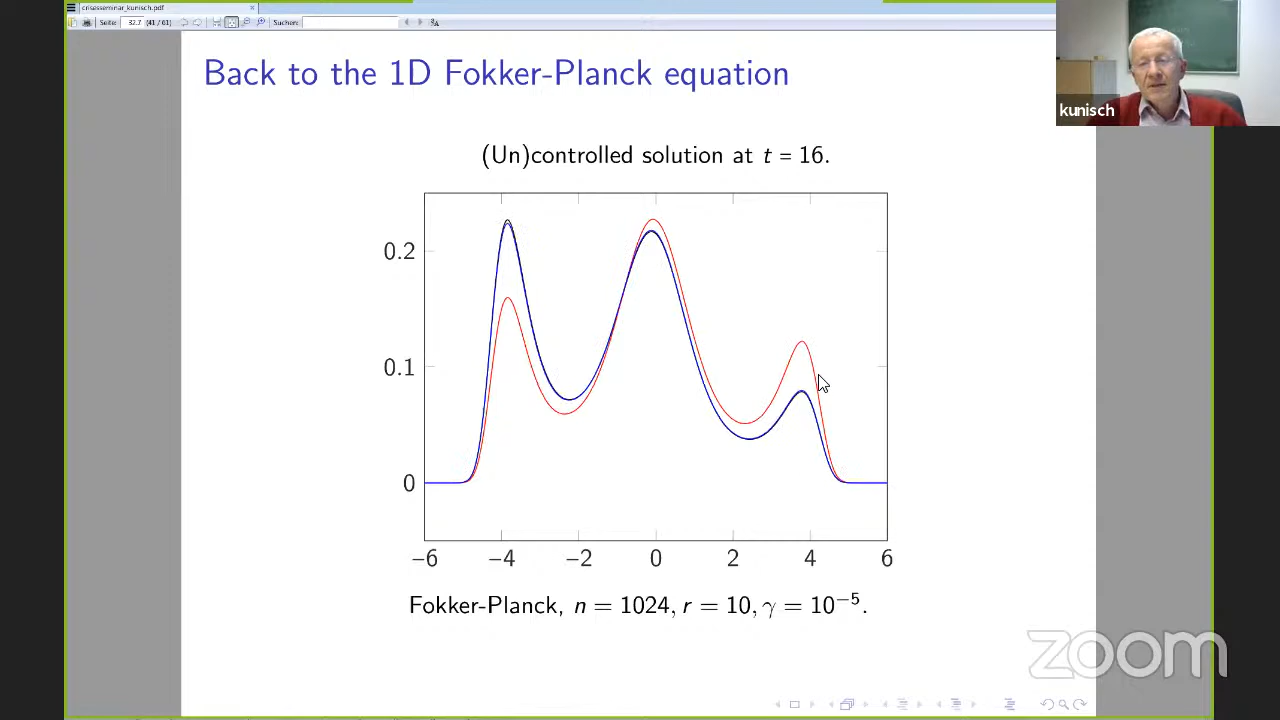 crisesseminar_kunisch.pdf
Seite: 32.7 (41 / 61) Suchen:
Back to the 1D Fokker-Planck equation
kunisch
(Un)controlled solution at t = 16.
0.2
0.1
0
−6 −4 −2 0 2 4 6
Fokker-Planck, n = 1024, r = 10, γ = 10⁻⁵.
zoom